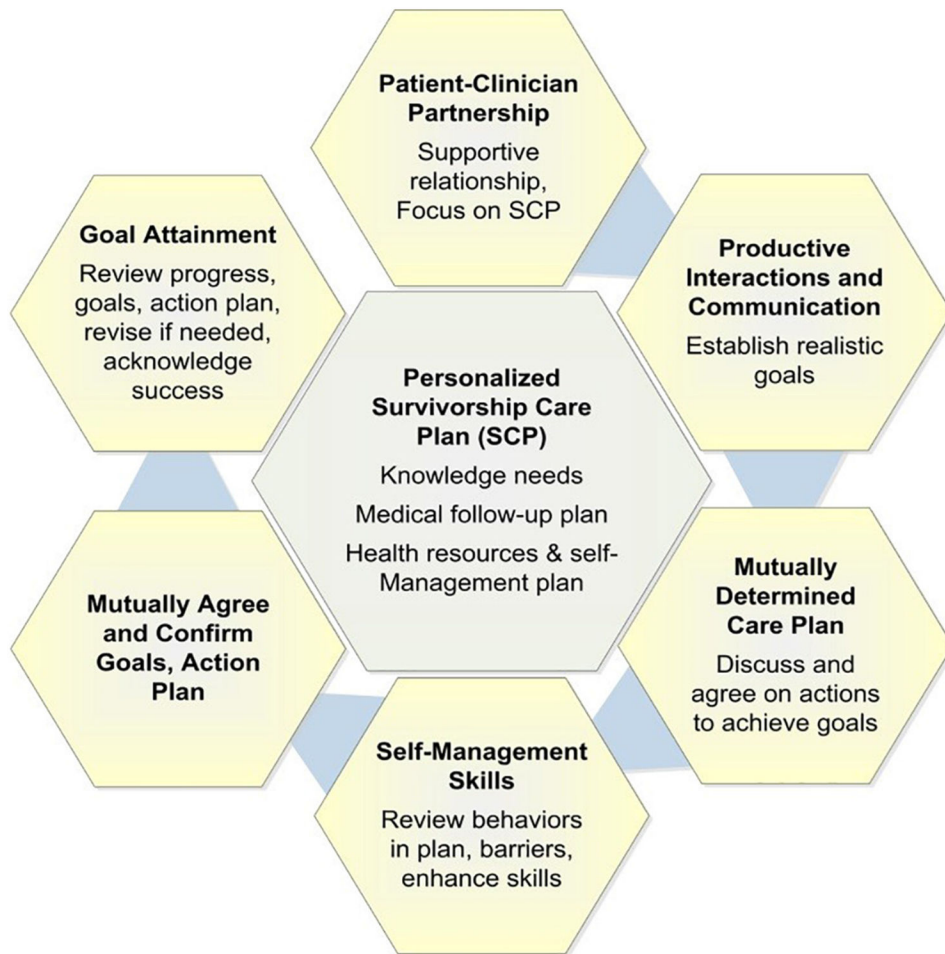 Patient-Clinician
Partnership
Supportive
relationship,
Focus on SCP
Productive
Interactions and
Communication
Establish realistic
goals
Mutually
Determined
Care Plan
Discuss and
agree on actions
to achieve goals
Self-Management
Skills
Review behaviors
in plan, barriers,
enhance skills
Mutually Agree
and Confirm
Goals, Action
Plan
Goal Attainment
Review progress,
goals, action plan,
revise if needed,
acknowledge
success
Personalized
Survivorship Care
Plan (SCP)
Knowledge needs
Medical follow-up plan
Health resources & self-
Management plan